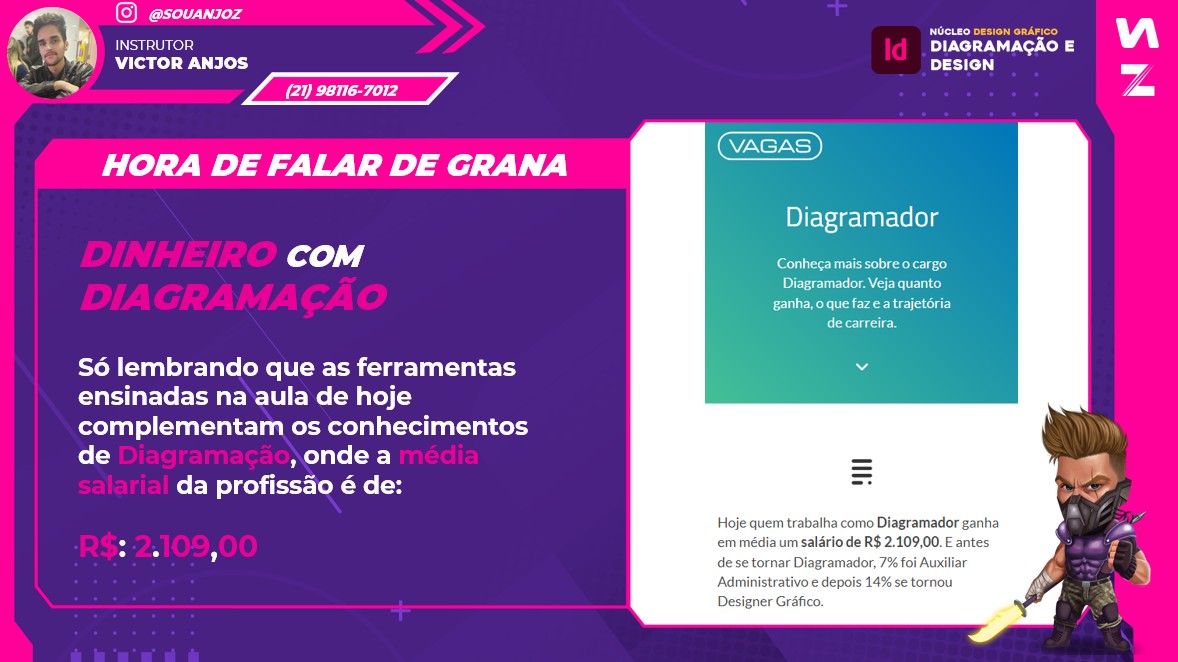 @SOUANJOZ
INSTRUTOR
VICTOR ANJOS
(21) 98116-7012
Id
NÚCLEO DESIGN GRÁFICO
DIAGRAMAÇÃO E
DESIGN
HORA DE FALAR DE GRANA
DINHEIRO COM
DIAGRAMAÇÃO
Só lembrando que as ferramentas
ensinadas na aula de hoje
complementam os conhecimentos
de Diagramação, onde a média
salarial da profissão é de:
R$: 2.109,00
VAGAS
Diagramador
Conheça mais sobre o cargo
Diagramador. Veja quanto
ganha, o que faz e a trajetória
de carreira.
Hoje quem trabalha como Diagramador ganha
em média um salário de R$ 2.109,00. E antes
de se tornar Diagramador, 7% foi Auxiliar
Administrativo e depois 14% se tornou
Designer Gráfico.